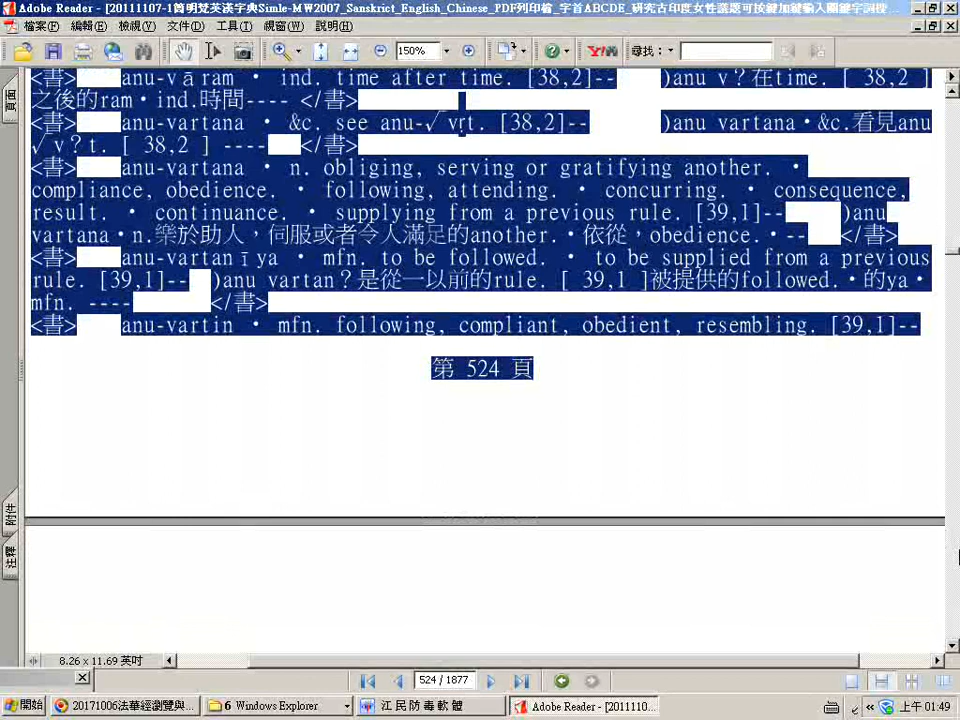 Adobe Reader - [20111107-1簡明梵英漢字典Simle-MW2007_Sanskrict_English_Chinese_PDF列印檔_字首ABCDE_研究古印度女性議題可按鍵加鍵輸入關鍵字詞搜...
檔案(F) 編輯(E) 檢視(V) 文件(D) 工具(T) 視窗(W) 說明(H)
150% Y! 尋找：
頁面
<書> anu-vāram · ind. time after time. [38,2]-- )anu v？在time. [ 38,2 ]
之後的ram·ind.時間---- </書>
<書> anu-vartana · &c. see anu-√vṛt. [38,2]-- )anu vartana·&c.看見anu
√ v？t. [ 38,2 ] ---- </書>
<書> anu-vartana · n. obliging, serving or gratifying another. ·
compliance, obedience. · following, attending. · concurring. · consequence,
result. · continuance. · supplying from a previous rule. [39,1]-- )anu
vartana·n.樂於助人，伺服或者令人滿足的another.·依從，obedience.·-- </書>
<書> anu-vartanīya · mfn. to be followed. · to be supplied from a previous
rule. [39,1]-- )anu vartan？是從一以前的rule. [ 39,1 ]被提供的followed.·的ya·
mfn. ---- </書>
<書> anu-vartin · mfn. following, compliant, obedient, resembling. [39,1]--
第 524 頁
附件
注釋
8.26 x 11.69 英吋
524 / 1877
開始 20171006法華經瀏覽與... 6 Windows Explorer 江民防毒軟體 Adobe Reader - [2011110... 上午 01:49